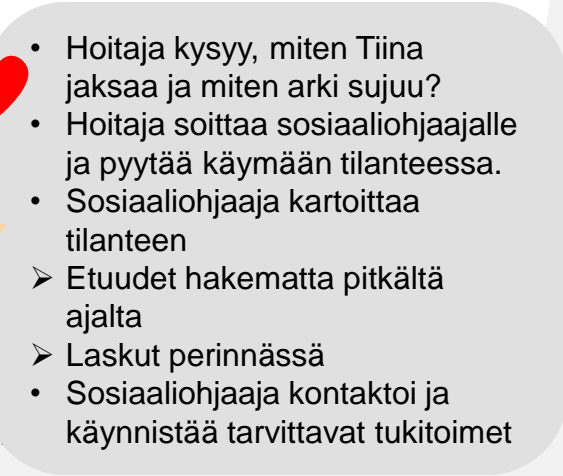 • Hoitaja kysyy, miten Tiina
jaksaa ja miten arki sujuu?
• Hoitaja soittaa sosiaaliohjaajalle
ja pyytää käymään tilanteessa.
• Sosiaaliohjaaja kartoittaa
tilanteen
➢ Etuudet hakematta pitkältä
ajalta
➢ Laskut perinnässä
• Sosiaaliohjaaja kontaktoi ja
käynnistää tarvittavat tukitoimet